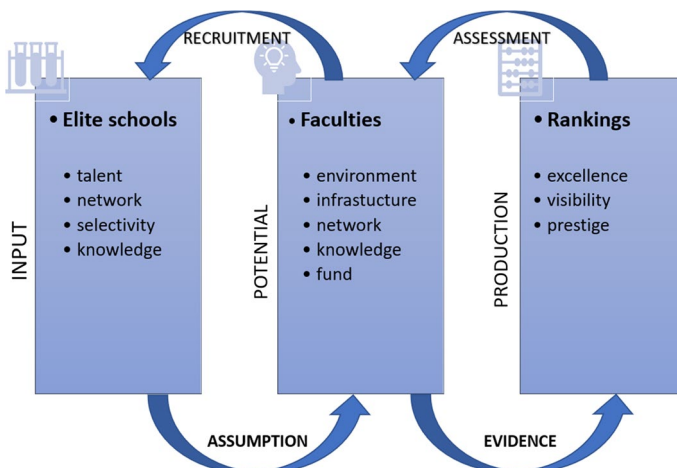 RECRUITMENT
ASSESSMENT
INPUT
• Elite schools
• talent
• network
• selectivity
• knowledge
POTENTIAL
• Faculties
• environment
• infrastucture
• network
• knowledge
• fund
PRODUCTION
• Rankings
• excellence
• visibility
• prestige
ASSUMPTION
EVIDENCE